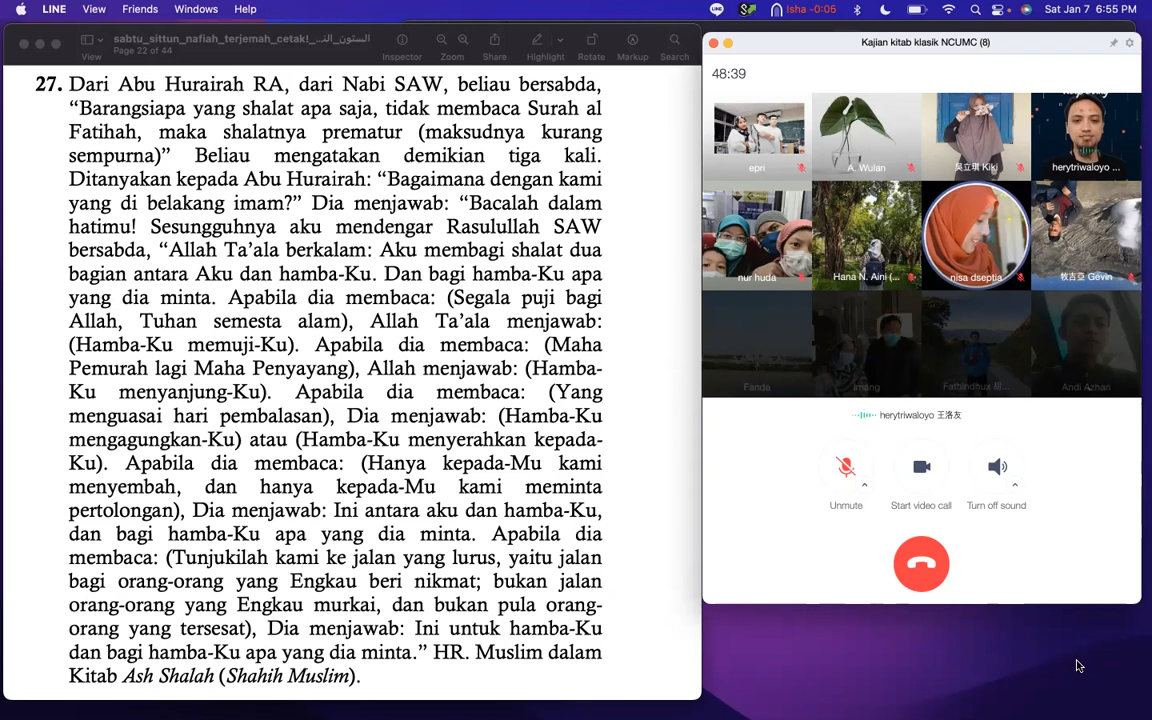 LINE View Friends Windows Help
Isha -0:05 Sat Jan 7 6:55 PM
sabtu_sittun_nafiah_terjemah_cetak!_الستون_الن...
Page 22 of 44
View Inspector Zoom Share Highlight Rotate Markup Search
27. Dari Abu Hurairah RA, dari Nabi SAW, beliau bersabda,
“Barangsiapa yang shalat apa saja, tidak membaca Surah al
Fatihah, maka shalatnya prematur (maksudnya kurang
sempurna)” Beliau mengatakan demikian tiga kali.
Ditanyakan kepada Abu Hurairah: “Bagaimana dengan kami
yang di belakang imam?” Dia menjawab: “Bacalah dalam
hatimu! Sesungguhnya aku mendengar Rasulullah SAW
bersabda, “Allah Ta’ala berkalam: Aku membagi shalat dua
bagian antara Aku dan hamba-Ku. Dan bagi hamba-Ku apa
yang dia minta. Apabila dia membaca: (Segala puji bagi
Allah, Tuhan semesta alam), Allah Ta’ala menjawab:
(Hamba-Ku memuji-Ku). Apabila dia membaca: (Maha
Pemurah lagi Maha Penyayang), Allah menjawab: (Hamba-
Ku menyanjung-Ku). Apabila dia membaca: (Yang
menguasai hari pembalasan), Dia menjawab: (Hamba-Ku
mengagungkan-Ku) atau (Hamba-Ku menyerahkan kepada-
Ku). Apabila dia membaca: (Hanya kepada-Mu kami
menyembah, dan hanya kepada-Mu kami meminta
pertolongan), Dia menjawab: Ini antara aku dan hamba-Ku,
dan bagi hamba-Ku apa yang dia minta. Apabila dia
membaca: (Tunjukilah kami ke jalan yang lurus, yaitu jalan
bagi orang-orang yang Engkau beri nikmat; bukan jalan
orang-orang yang Engkau murkai, dan bukan pula orang-
orang yang tersesat), Dia menjawab: Ini untuk hamba-Ku
dan bagi hamba-Ku apa yang dia minta.” HR. Muslim dalam
Kitab Ash Shalah (Shahih Muslim).
Kajian kitab klasik NCUMC (8)
48:39
epri A. Wulan 吳立琪 Kiki herytriwaloyo ...
nur huda Hana N. Aini (... nisa dseptia 牧吉亞 Gevin
Fanda Imang Fathindhux 胡... Andi Azhari
herytriwaloyo 王洛友
Unmute Start video call Turn off sound